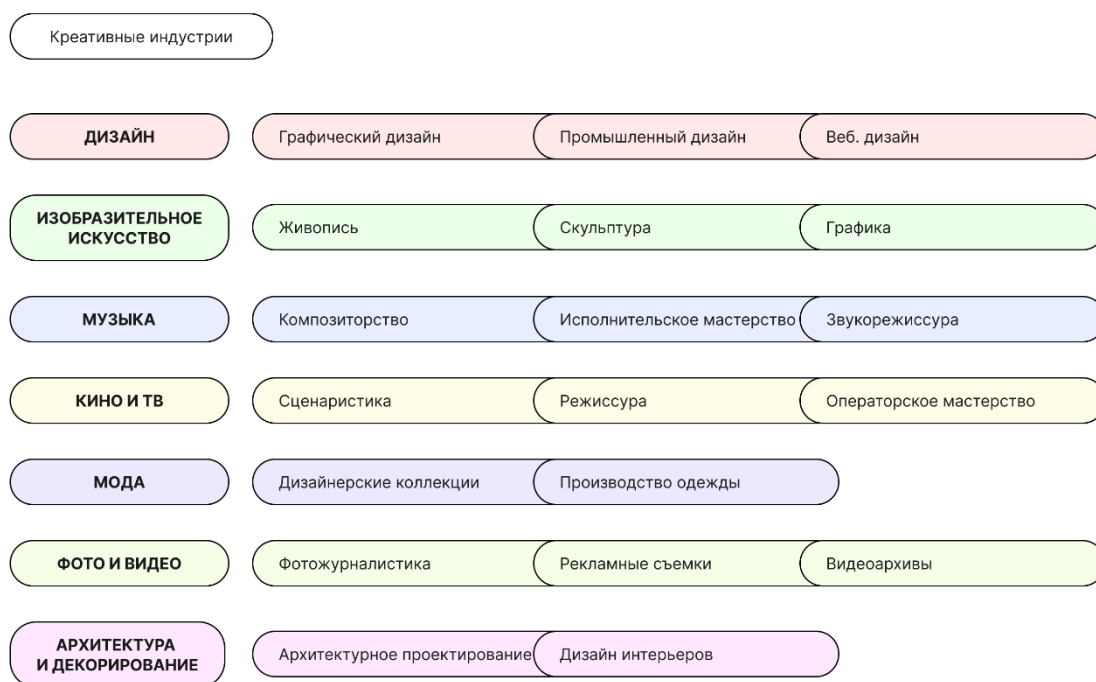 Креативные индустрии
ДИЗАЙН
Графический дизайн
Промышленный дизайн
Веб. дизайн
ИЗОБРАЗИТЕЛЬНОЕ
ИСКУССТВО
Живопись
Скульптура
Графика
МУЗЫКА
Композиторство
Исполнительское мастерство
Звукорежиссура
КИНО И ТВ
Сценаристика
Режиссура
Операторское мастерство
МОДА
Дизайнерские коллекции
Производство одежды
ФОТО И ВИДЕО
Фотожурналистика
Рекламные съемки
Видеоархивы
АРХИТЕКТУРА
И ДЕКОРИРОВАНИЕ
Архитектурное проектирование
Дизайн интерьеров